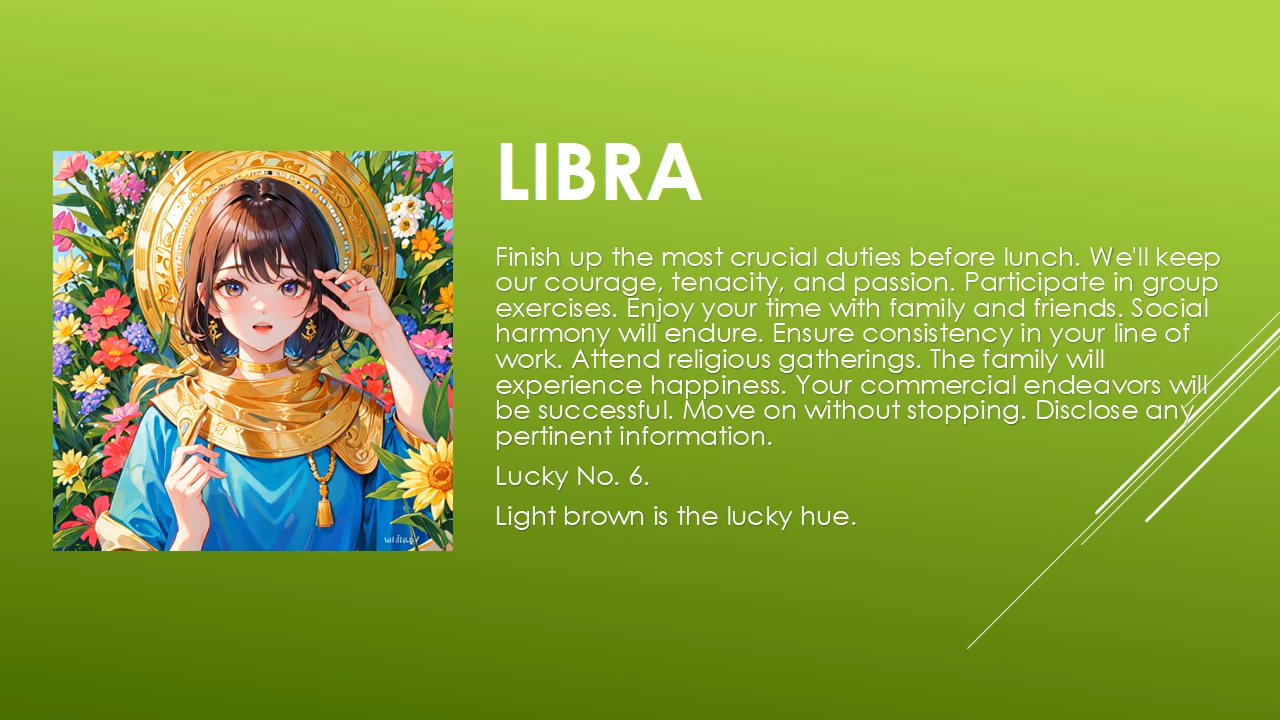 LIBRA
Finish up the most crucial duties before lunch. We'll keep
our courage, tenacity, and passion. Participate in group
exercises. Enjoy your time with family and friends. Social
harmony will endure. Ensure consistency in your line of
work. Attend religious gatherings. The family will
experience happiness. Your commercial endeavors will
be successful. Move on without stopping. Disclose any
pertinent information.
Lucky No. 6.
Light brown is the lucky hue.